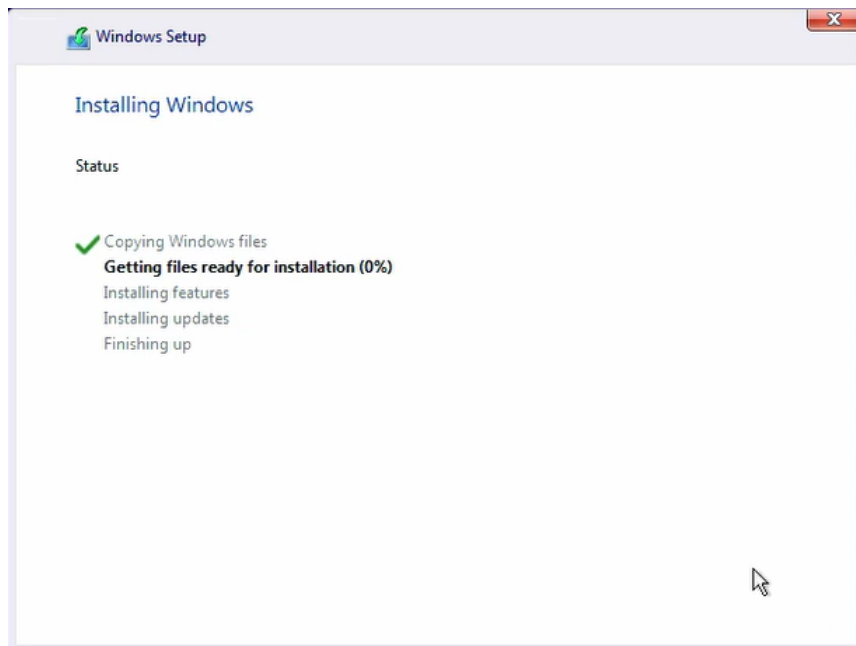 Windows Setup
Installing Windows
Status
Copying Windows files
Getting files ready for installation (0%)
Installing features
Installing updates
Finishing up